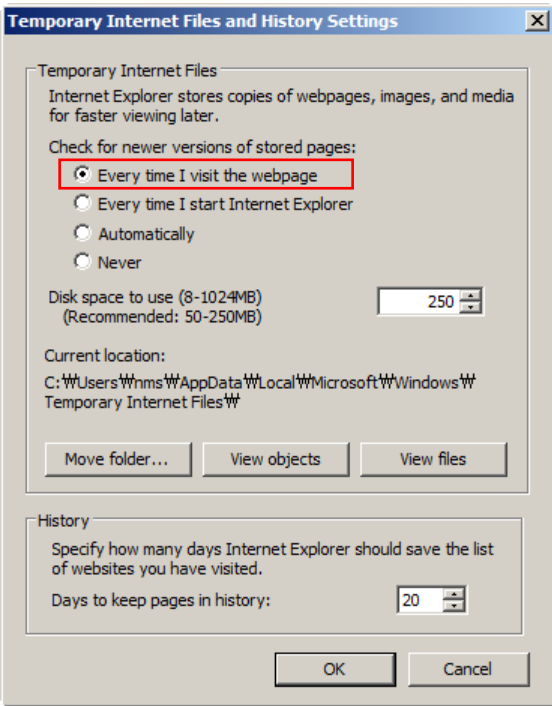 Temporary Internet Files and History Settings
Temporary Internet Files
Internet Explorer stores copies of webpages, images, and media
for faster viewing later.
Check for newer versions of stored pages:
Every time I visit the webpage
Every time I start Internet Explorer
Automatically
Never
Disk space to use (8-1024MB)
250
(Recommended: 50-250MB)
Current location:
C:₩Users₩nms₩AppData₩Local₩Microsoft₩Windows₩
Temporary Internet Files₩
Move folder...
View objects
View files
History
Specify how many days Internet Explorer should save the list
of websites you have visited.
Days to keep pages in history:
20
OK
Cancel